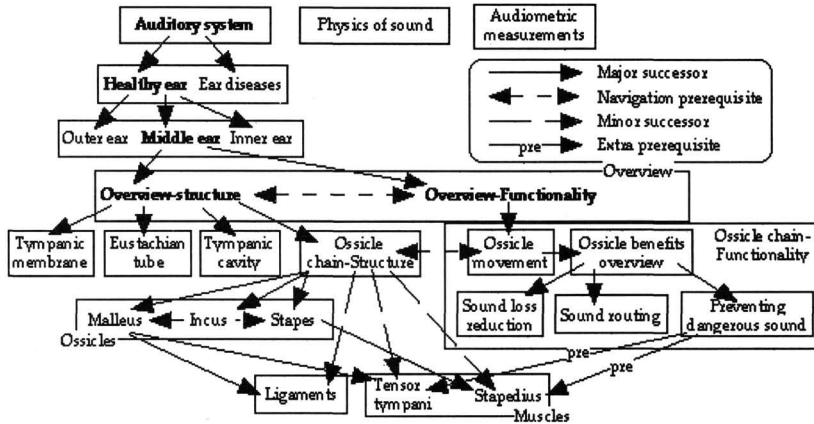 Auditory system
Physics of sound
Audiometric
measurements
Healthy ear Ear diseases
Major successor
Navigation prerequisite
Minor successor
pre Extra prerequisite
Outer ear Middle ear Inner ear
Overview
Overview-structure
Overview-Functionality
Tympanic
membrane
Eustachian
tube
Tympanic
cavity
Ossicle
chain-Structure
Ossicle
movement
Ossicle benefits
overview
Ossicle chain-
Functionality
Malleus Incus Stapes
Ossicles
Sound loss
reduction
Sound routing
Preventing
dangerous sound
pre
pre
Ligaments
Tensor
tympani
Stapedius
Muscles